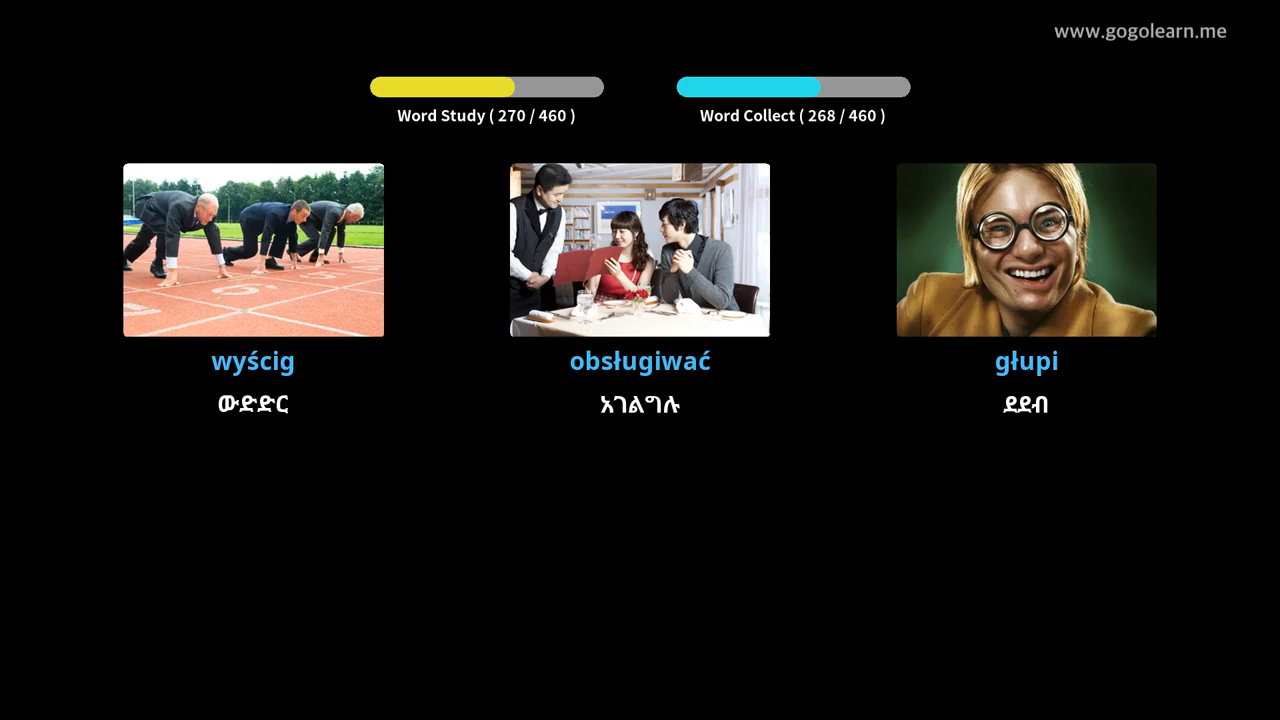 www.gogolearn.me
Word Study ( 270 / 460 )
Word Collect ( 268 / 460 )
wyścig
obsługiwać
głupi
ውድድር
አገልግሉ
ደደብ